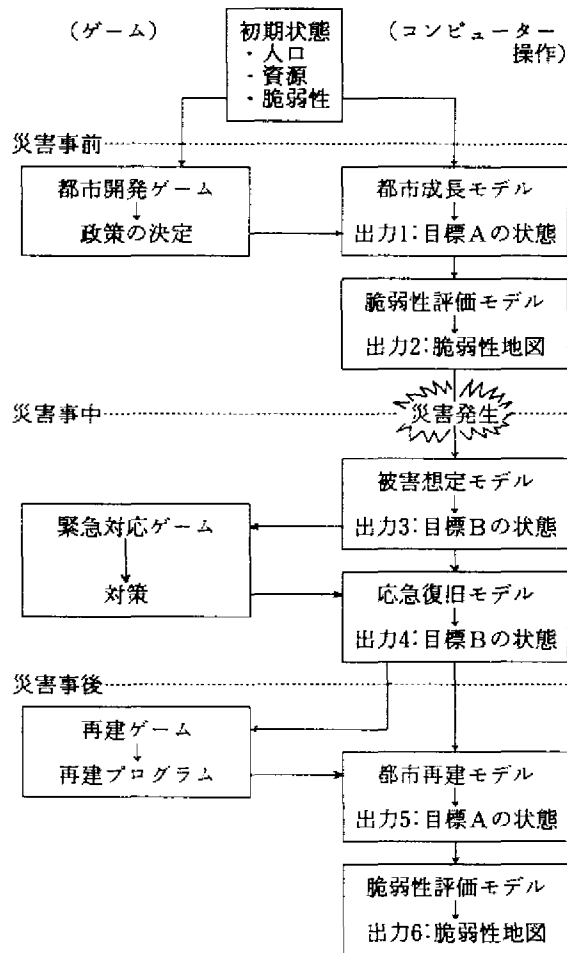 （ゲーム）
初期状態
・人口
・資源
・脆弱性
（コンピューター
操作）
災害事前
都市開発ゲーム
政策の決定
都市成長モデル
出力1:目標Aの状態
脆弱性評価モデル
出力2:脆弱性地図
災害事中
災害発生
被害想定モデル
出力3:目標Bの状態
緊急対応ゲーム
対策
応急復旧モデル
出力4:目標Bの状態
災害事後
再建ゲーム
再建プログラム
都市再建モデル
出力5:目標Aの状態
脆弱性評価モデル
出力6:脆弱性地図